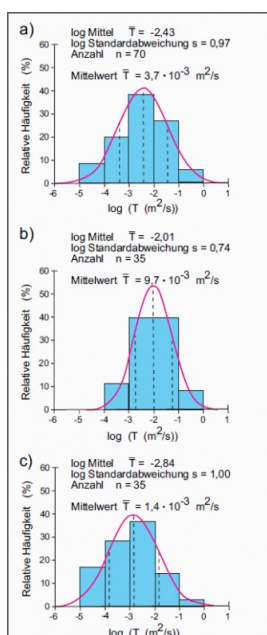 a)
log Mittel T̅ = -2,43
log Standardabweichung s = 0,97
Anzahl n = 70
Mittelwert T̅ = 3,7 · 10⁻³ m²/s
Relative Häufigkeit (%)
60
50
40
30
20
10
0
-6 -5 -4 -3 -2 -1 0 1
log (T (m²/s))
b)
log Mittel T̅ = -2,01
log Standardabweichung s = 0,74
Anzahl n = 35
Mittelwert T̅ = 9,7 · 10⁻³ m²/s
Relative Häufigkeit (%)
60
50
40
30
20
10
0
-6 -5 -4 -3 -2 -1 0 1
log (T (m²/s))
c)
log Mittel T̅ = -2,84
log Standardabweichung s = 1,00
Anzahl n = 35
Mittelwert T̅ = 1,4 · 10⁻³ m²/s
Relative Häufigkeit (%)
60
50
40
30
20
10
0
-6 -5 -4 -3 -2 -1 0 1
log (T (m²/s))